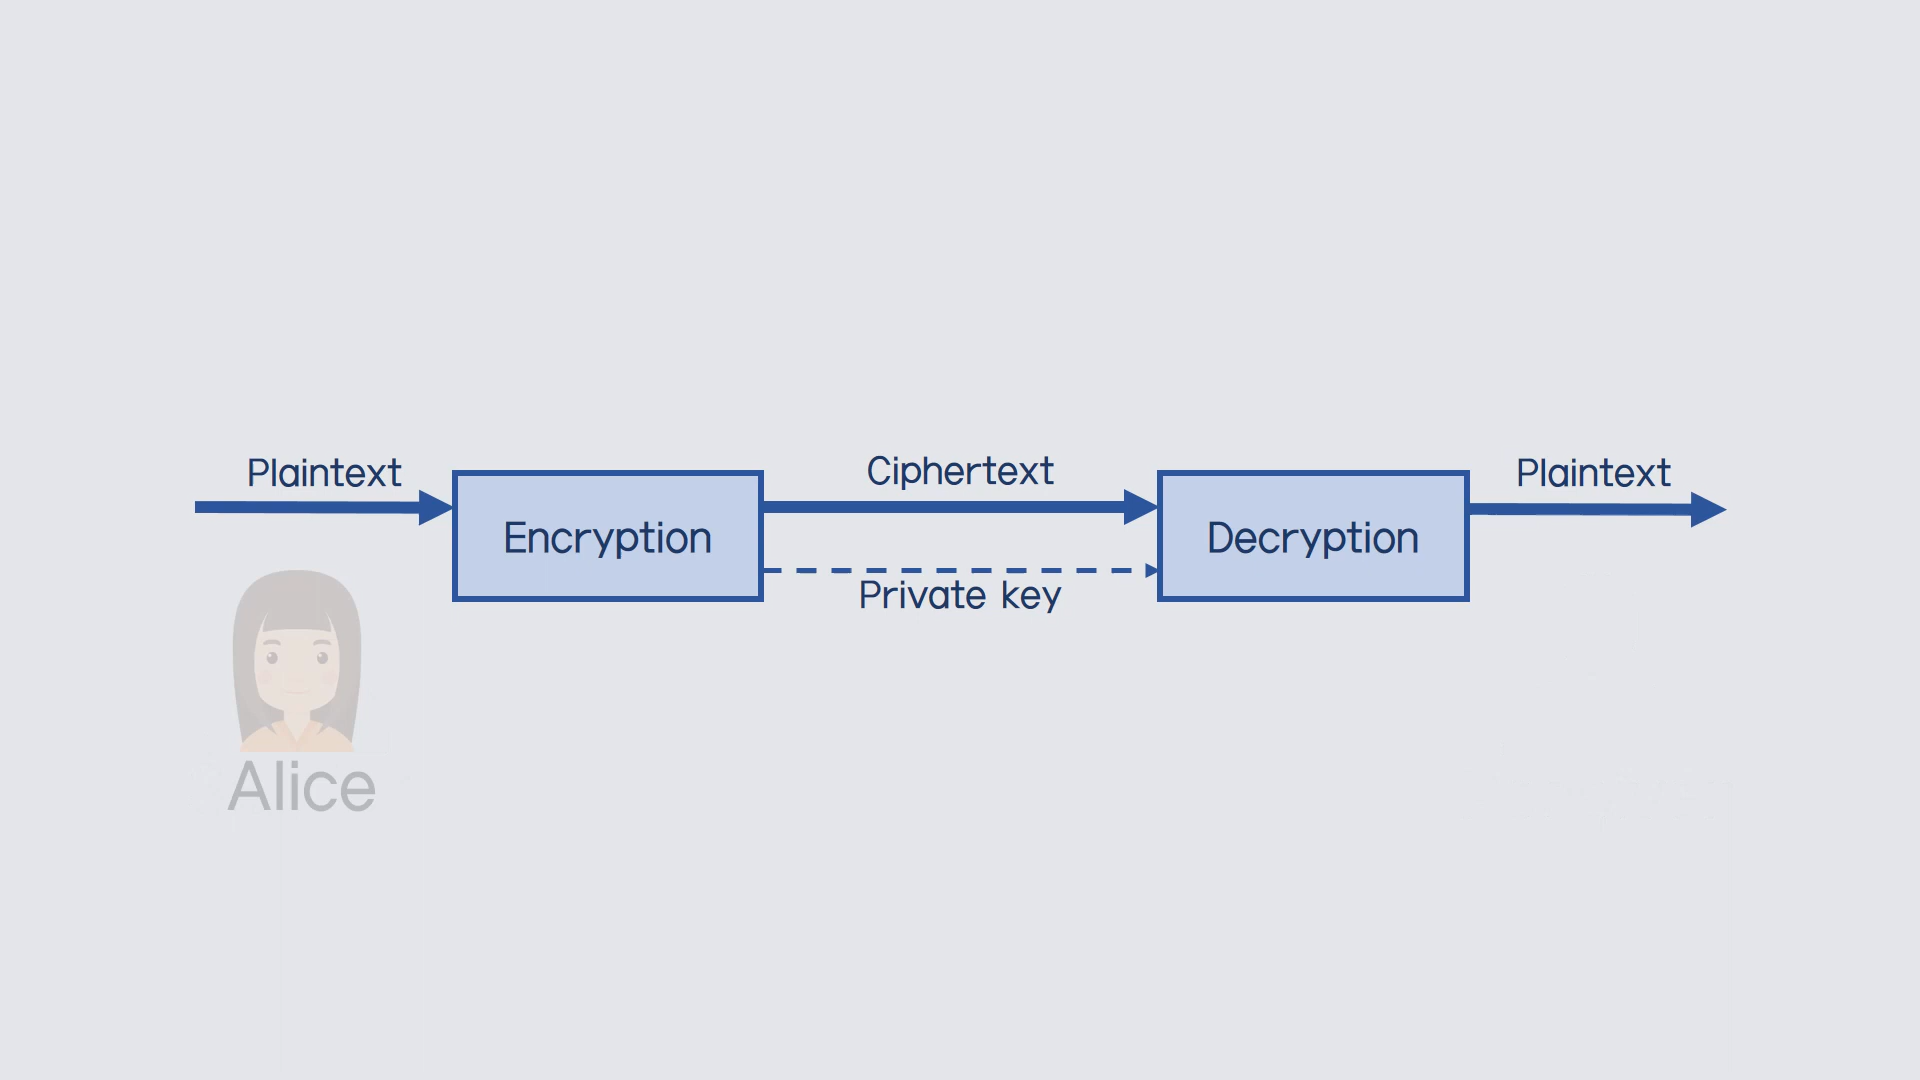 Plaintext
Ciphertext
Plaintext
Encryption
Decryption
Private key
Alice